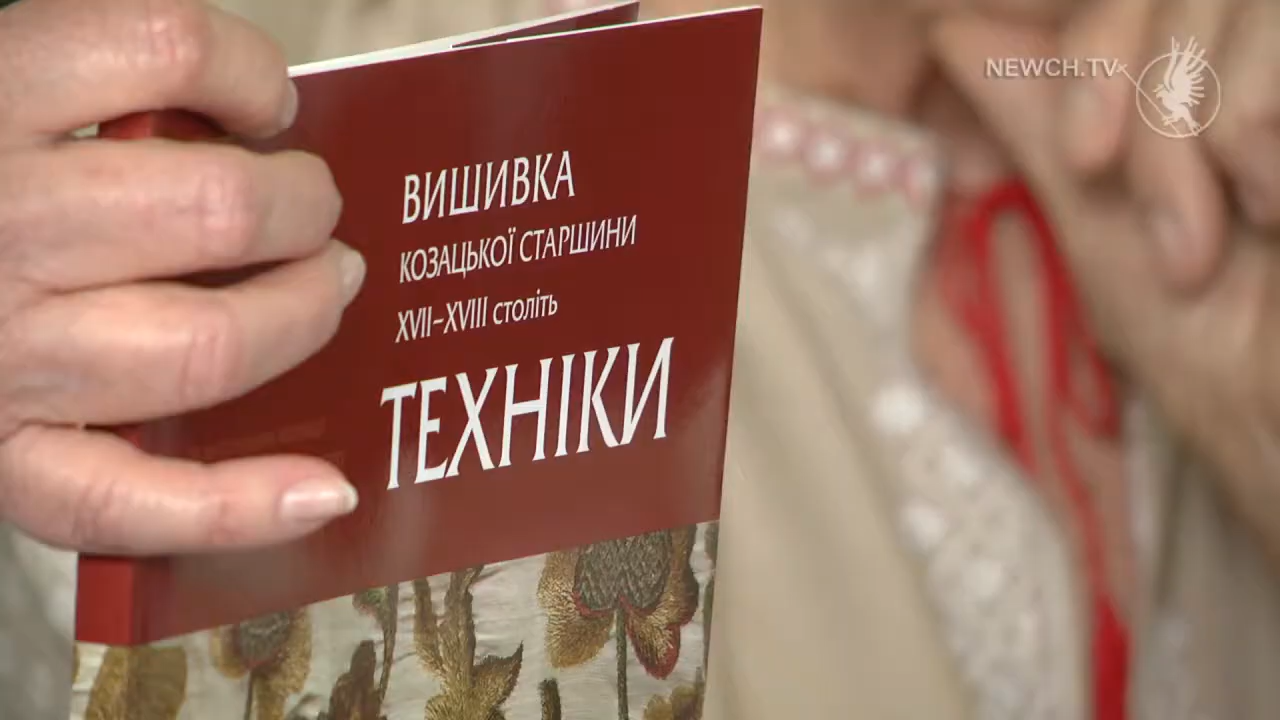 NEWCH.TV
ВИШИВКА
КОЗАЦЬКОЇ СТАРШИНИ
XVII–XVIII століть
ТЕХНІКИ